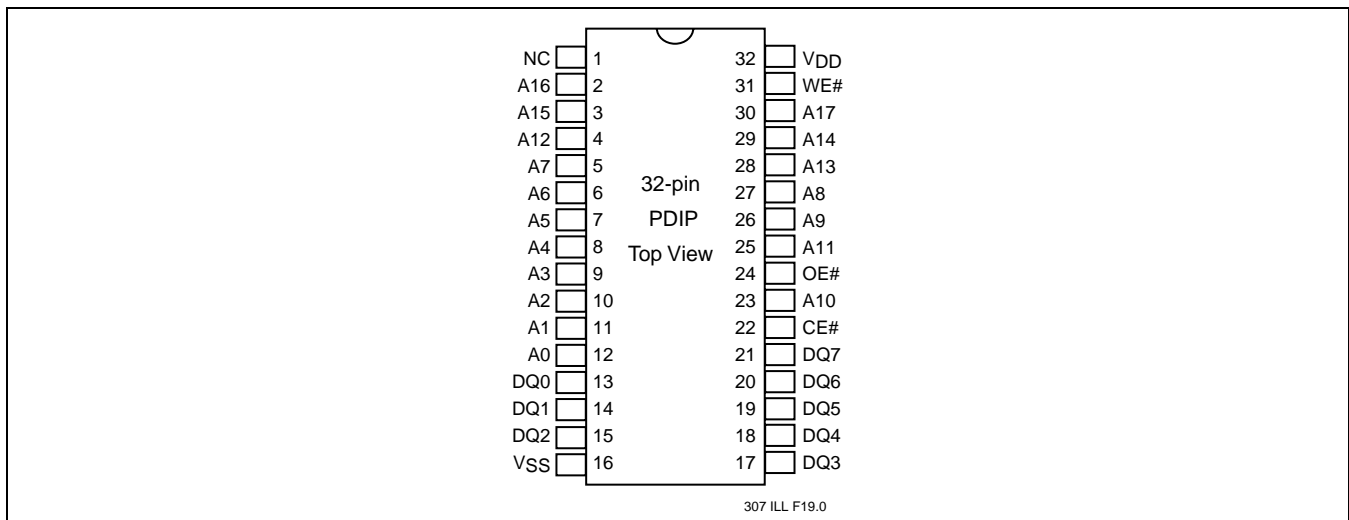 NC 1 32 VDD
A16 2 31 WE#
A15 3 30 A17
A12 4 29 A14
A7 5 28 A13
A6 6 32-pin 27 A8
A5 7 PDIP 26 A9
A4 8 Top View 25 A11
A3 9 24 OE#
A2 10 23 A10
A1 11 22 CE#
A0 12 21 DQ7
DQ0 13 20 DQ6
DQ1 14 19 DQ5
DQ2 15 18 DQ4
VSS 16 17 DQ3
307 ILL F19.0